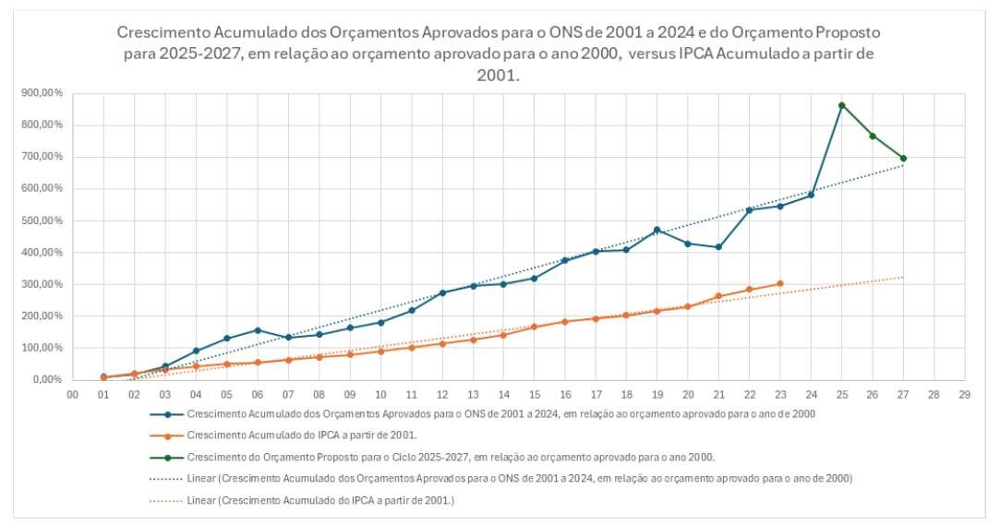 Crescimento Acumulado dos Orçamentos Aprovados para o ONS de 2001 a 2024 e do Orçamento Proposto
para 2025-2027, em relação ao orçamento aprovado para o ano 2000, versus IPCA Acumulado a partir de
2001.
900,00%
800,00%
700,00%
600,00%
500,00%
400,00%
300,00%
200,00%
100,00%
0,00%
00 01 02 03 04 05 06 07 08 09 10 11 12 13 14 15 16 17 18 19 20 21 22 23 24 25 26 27 28 29
Crescimento Acumulado dos Orçamentos Aprovados para o ONS de 2001 a 2024, em relação ao orçamento aprovado para o ano de 2000
Crescimento Acumulado do IPCA a partir de 2001.
Crescimento do Orçamento Proposto para o Ciclo 2025-2027, em relação ao orçamento aprovado para o ano 2000.
Linear (Crescimento Acumulado dos Orçamentos Aprovados para o ONS de 2001 a 2024, em relação ao orçamento aprovado para o ano de 2000)
Linear (Crescimento Acumulado do IPCA a partir de 2001.)